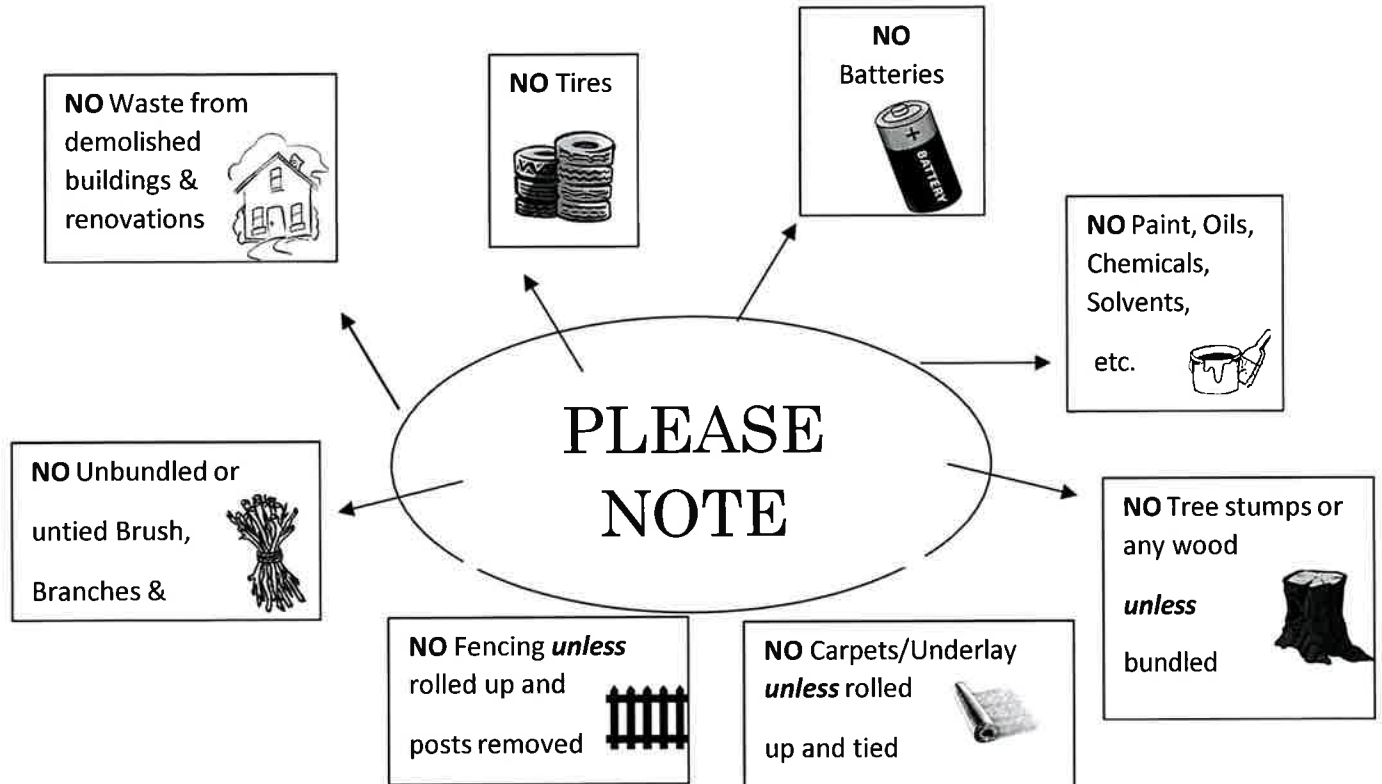 NO Waste from
demolished
buildings &
renovations
NO Tires
NO
Batteries
BATTERY
NO Paint, Oils,
Chemicals,
Solvents,
etc.
PLEASE
NOTE
NO Unbundled or
untied Brush,
Branches &
NO Tree stumps or
any wood
unless
bundled
NO Fencing unless
rolled up and
posts removed
NO Carpets/Underlay
unless rolled
up and tied